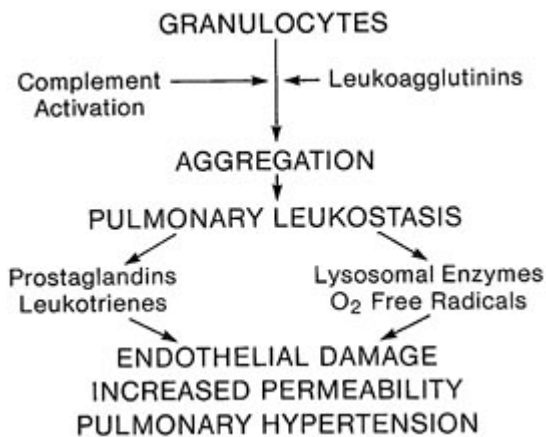 GRANULOCYTES
Complement
Activation
Leukoagglutinins
AGGREGATION
PULMONARY LEUKOSTASIS
Prostaglandins
Leukotrienes
Lysosomal Enzymes
O₂ Free Radicals
ENDOTHELIAL DAMAGE
INCREASED PERMEABILITY
PULMONARY HYPERTENSION